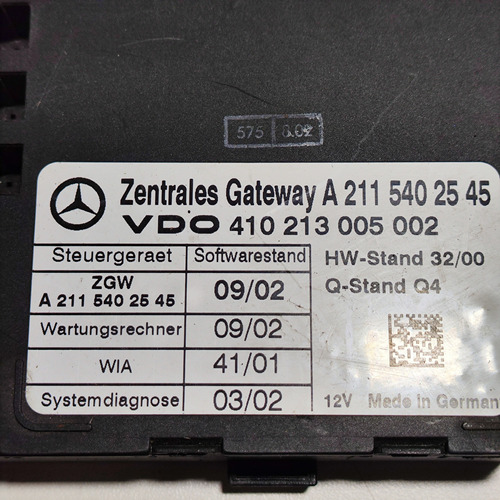 575 8.02
Zentrales Gateway A 211 540 25 45
VDO 410 213 005 002
Steuergeraet Softwarestand HW-Stand 32/00
ZGW
A 211 540 25 45 09/02 Q-Stand Q4
Wartungsrechner 09/02
WIA 41/01
Systemdiagnose 03/02 12V Made in Germany